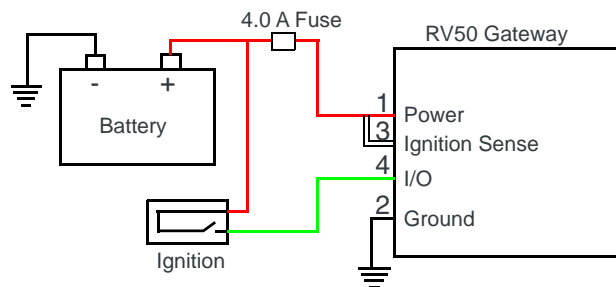 4.0 A Fuse
RV50 Gateway
- +
Battery
1
Power
3
Ignition Sense
4
I/O
2
Ground
Ignition